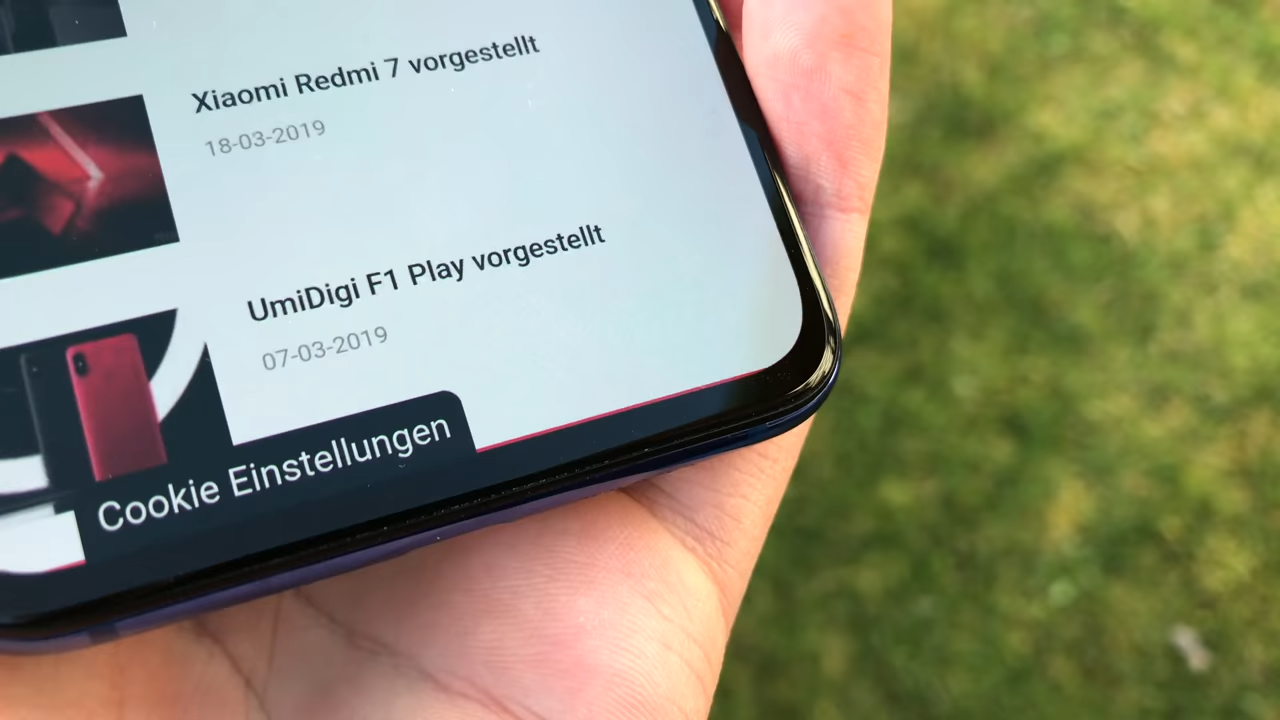 Xiaomi Redmi 7 vorgestellt
18-03-2019
UmiDigi F1 Play vorgestellt
07-03-2019
Cookie Einstellungen